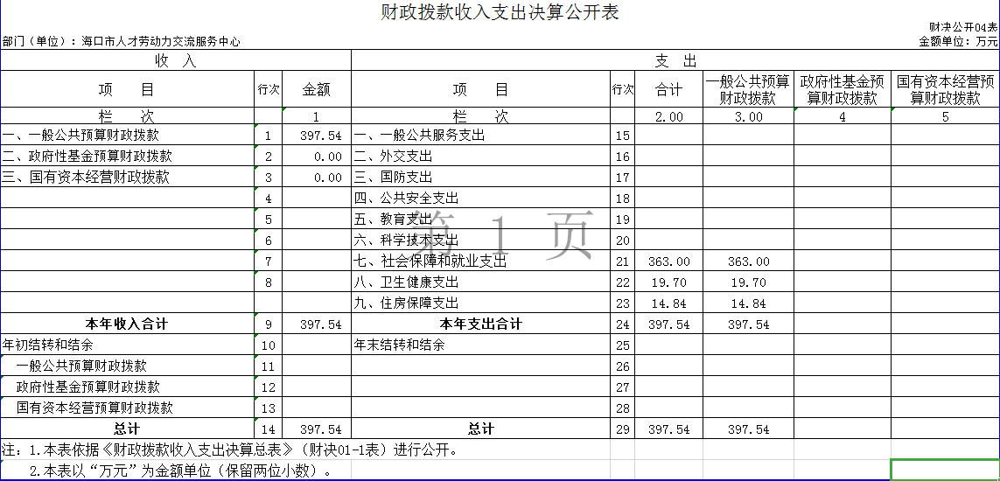 财政拨款收入支出决算公开表
财决公开04表
部门（单位）：海口市人才劳动力交流服务中心 金额单位：万元
收 入 支 出
项 目 行次 金额 项 目 行次 合计 一般公共预算财政拨款 政府性基金预算财政拨款 国有资本经营预算财政拨款
栏 次 1 栏 次 2.00 3.00 4 5
一、一般公共预算财政拨款 1 397.54 一、一般公共服务支出 15
二、政府性基金预算财政拨款 2 0.00 二、外交支出 16
三、国有资本经营财政拨款 3 0.00 三、国防支出 17
4 四、公共安全支出 18
5 五、教育支出 19
第 1 页
6 六、科学技术支出 20
7 七、社会保障和就业支出 21 363.00 363.00
8 八、卫生健康支出 22 19.70 19.70
九、住房保障支出 23 14.84 14.84
本年收入合计 9 397.54 本年支出合计 24 397.54 397.54
年初结转和结余 10 年末结转和结余 25
一般公共预算财政拨款 11 26
政府性基金预算财政拨款 12 27
国有资本经营预算财政拨款 13 28
总计 14 397.54 总计 29 397.54 397.54
注：1.本表依据《财政拨款收入支出决算总表》（财决01-1表）进行公开。
2.本表以“万元”为金额单位（保留两位小数）。